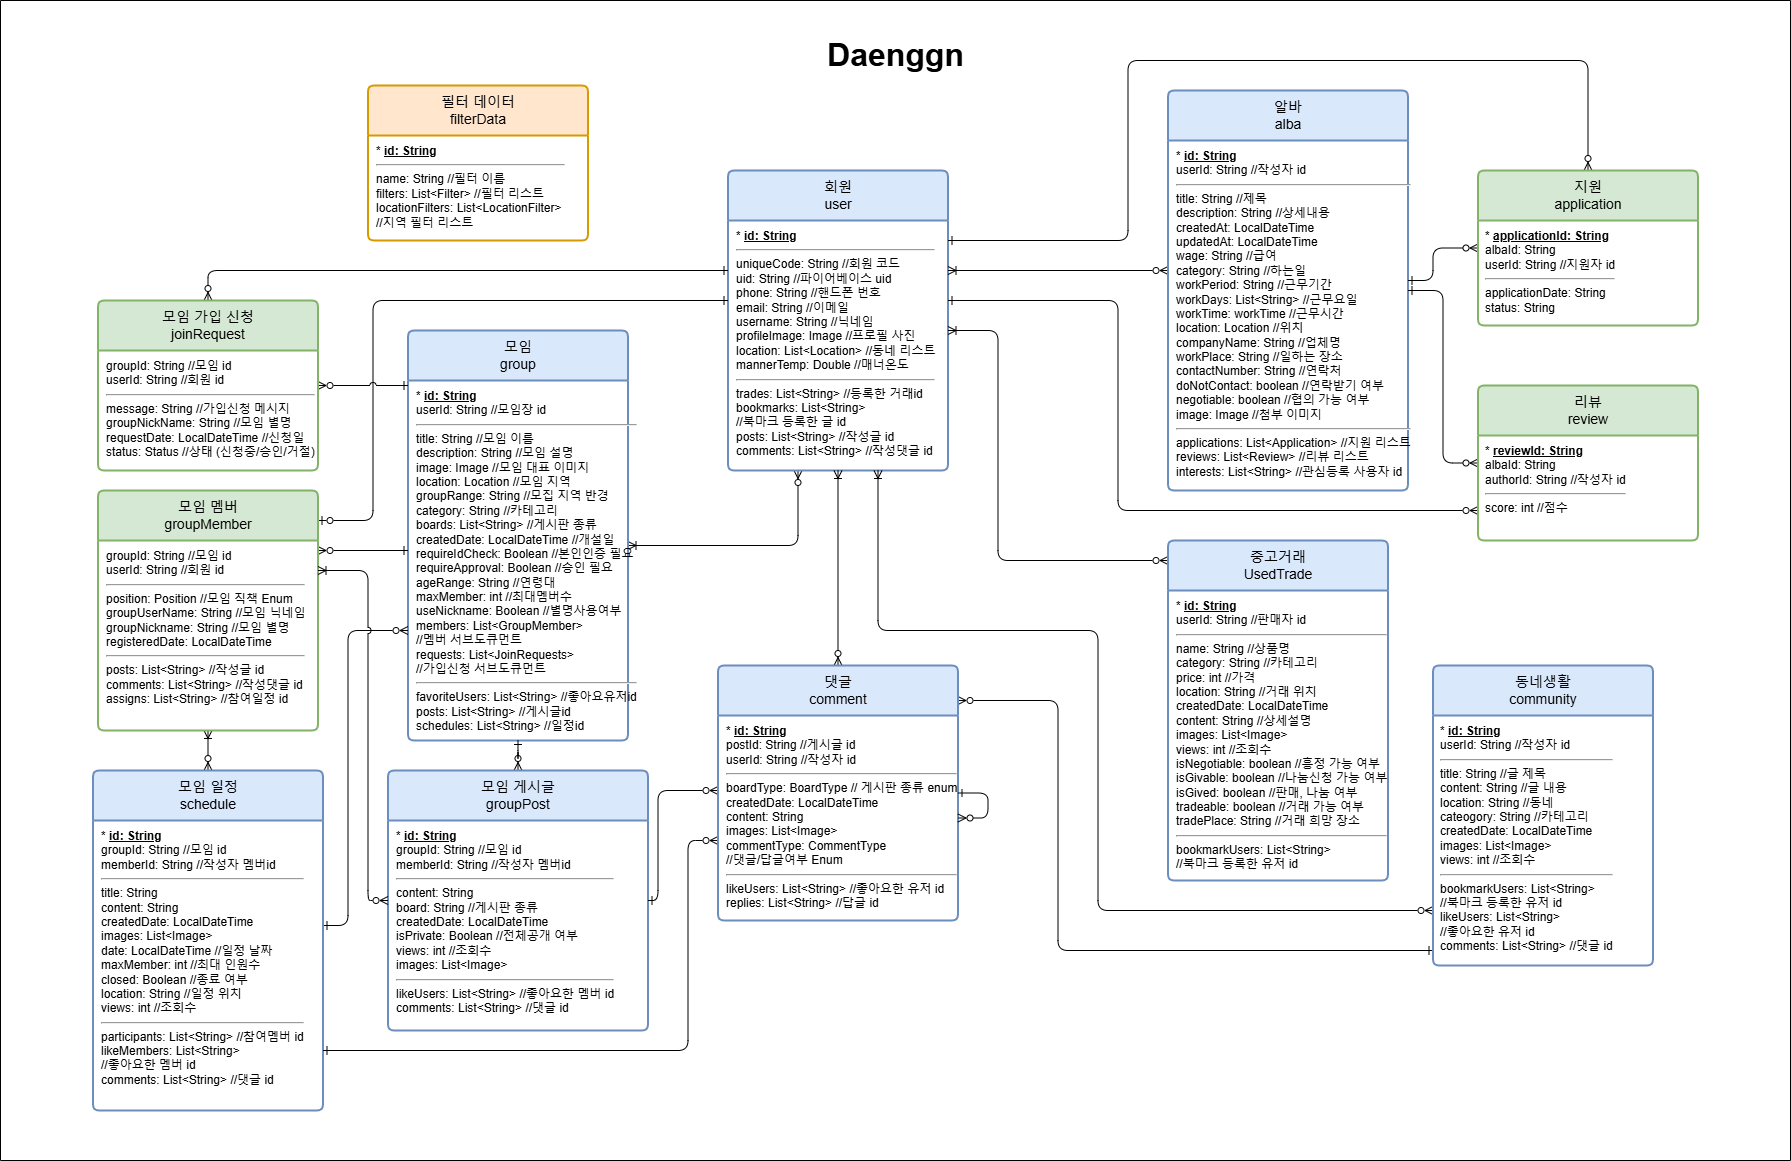 Daenggn
필터 데이터
filterData
* id: String
name: String //필터 이름
filters: List<Filter> //필터 리스트
locationFilters: List<LocationFilter>
//지역 필터 리스트
회원
user
* id: String
uniqueCode: String //회원 코드
uid: String //파이어베이스 uid
phone: String //핸드폰 번호
email: String //이메일
username: String //닉네임
profileImage: Image //프로필 사진
location: List<Location> //동네 리스트
mannerTemp: Double //매너온도
trades: List<String> //등록한 거래id
bookmarks: List<String>
//북마크 등록한 글 id
posts: List<String> //작성글 id
comments: List<String> //작성댓글 id
알바
alba
* id: String
userId: String //작성자 id
title: String //제목
description: String //상세내용
createdAt: LocalDateTime
updatedAt: LocalDateTime
wage: String //급여
category: String //하는일
workPeriod: String //근무기간
workDays: List<String> //근무요일
workTime: workTime //근무시간
location: Location //위치
companyName: String //업체명
workPlace: String //일하는 장소
contactNumber: String //연락처
doNotContact: boolean //연락받기 여부
negotiable: boolean //협의 가능 여부
image: Image //첨부 이미지
applications: List<Application> //지원 리스트
reviews: List<Review> //리뷰 리스트
interests: List<String> //관심등록 사용자 id
지원
application
* applicationId: String
albaId: String
userId: String //지원자 id
applicationDate: String
status: String
리뷰
review
* reviewId: String
albaId: String
authorId: String //작성자 id
score: int //점수
모임 가입 신청
joinRequest
groupId: String //모임 id
userId: String //회원 id
message: String //가입신청 메시지
groupNickName: String //모임 별명
requestDate: LocalDateTime //신청일
status: Status //상태 (신청중/승인/거절)
모임
group
* id: String
userId: String //모임장 id
title: String //모임 이름
description: String //모임 설명
image: Image //모임 대표 이미지
location: Location //모임 지역
groupRange: String //모집 지역 반경
category: String //카테고리
boards: List<String> //게시판 종류
createdDate: LocalDateTime //개설일
requireIdCheck: Boolean //본인인증 필요
requireApproval: Boolean //승인 필요
ageRange: String //연령대
maxMember: int //최대멤버수
useNickname: Boolean //별명사용여부
members: List<GroupMember>
//멤버 서브도큐먼트
requests: List<JoinRequests>
//가입신청 서브도큐먼트
favoriteUsers: List<String> //좋아요유저id
posts: List<String> //게시글id
schedules: List<String> //일정id
모임 멤버
groupMember
groupId: String //모임 id
userId: String //회원 id
position: Position //모임 직책 Enum
groupUserName: String //모임 닉네임
groupNickname: String //모임 별명
registeredDate: LocalDateTime
posts: List<String> //작성글 id
comments: List<String> //작성댓글 id
assigns: List<String> //참여일정 id
중고거래
UsedTrade
* id: String
userId: String //판매자 id
name: String //상품명
category: String //카테고리
price: int //가격
location: String //거래 위치
createdDate: LocalDateTime
content: String //상세설명
images: List<Image>
views: int //조회수
isNegotiable: boolean //흥정 가능 여부
isGivable: boolean //나눔신청 가능 여부
isGived: boolean //판매, 나눔 여부
tradeable: boolean //거래 가능 여부
tradePlace: String //거래 희망 장소
bookmarkUsers: List<String>
//북마크 등록한 유저 id
댓글
comment
* id: String
postId: String //게시글 id
userId: String //작성자 id
boardType: BoardType // 게시판 종류 enum
createdDate: LocalDateTime
content: String
images: List<Image>
commentType: CommentType
//댓글/답글여부 Enum
likeUsers: List<String> //좋아요한 유저 id
replies: List<String> //답글 id
동네생활
community
* id: String
userId: String //작성자 id
title: String //글 제목
content: String //글 내용
location: String //동네
cateogory: String //카테고리
createdDate: LocalDateTime
images: List<Image>
views: int //조회수
bookmarkUsers: List<String>
//북마크 등록한 유저 id
likeUsers: List<String>
//좋아요한 유저 id
comments: List<String> //댓글 id
모임 일정
schedule
* id: String
groupId: String //모임 id
memberId: String //작성자 멤버id
title: String
content: String
createdDate: LocalDateTime
images: List<Image>
date: LocalDateTime //일정 날짜
maxMember: int //최대 인원수
closed: Boolean //종료 여부
location: String //일정 위치
views: int //조회수
participants: List<String> //참여멤버 id
likeMembers: List<String>
//좋아요한 멤버 id
comments: List<String> //댓글 id
모임 게시글
groupPost
* id: String
groupId: String //모임 id
memberId: String //작성자 멤버id
content: String
board: String //게시판 종류
createdDate: LocalDateTime
isPrivate: Boolean //전체공개 여부
views: int //조회수
images: List<Image>
likeUsers: List<String> //좋아요한 멤버 id
comments: List<String> //댓글 id